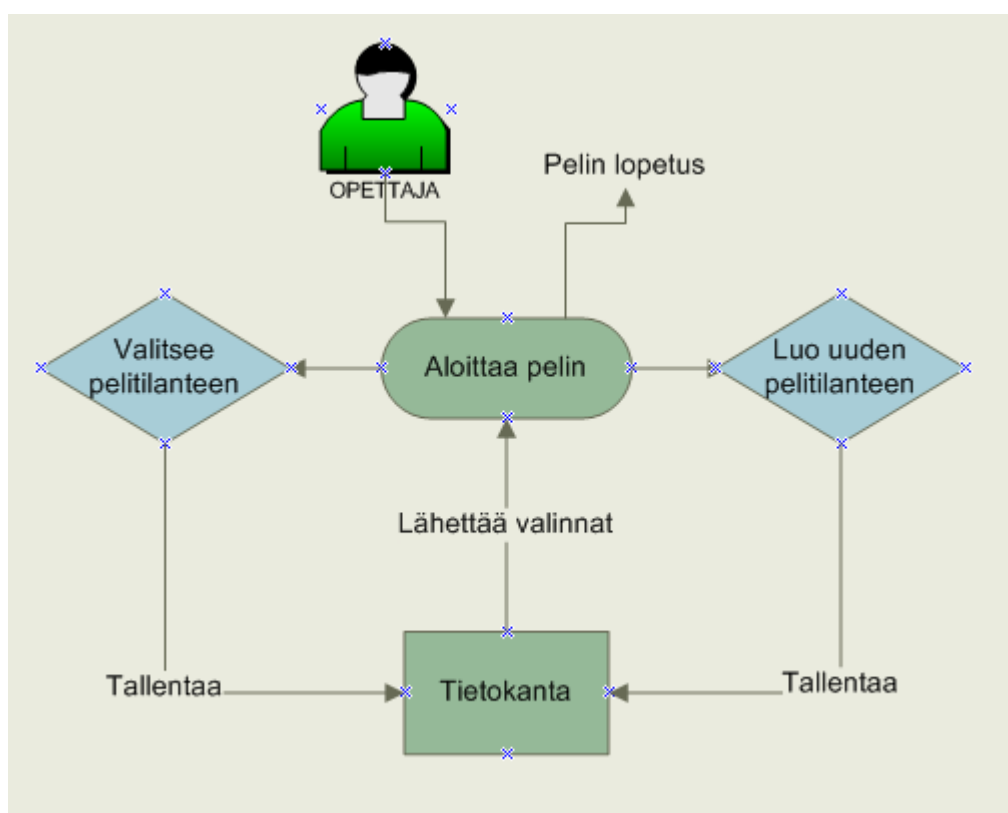 Pelin lopetus
OPETTAJA
Valitsee
pelitilanteen
Aloittaa pelin
Luo uuden
pelitilanteen
Lähettää valinnat
Tallentaa
Tietokanta
Tallentaa